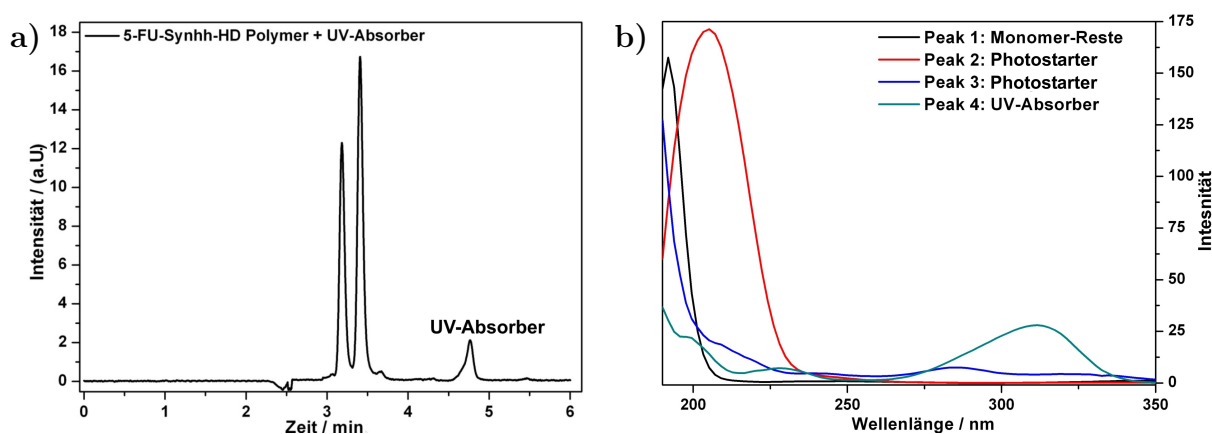 a)
5-FU-Synhh-HD Polymer + UV-Absorber
Intensität / (a.U)
18
16
14
12
10
8
6
4
2
0
UV-Absorber
0 1 2 3 4 5 6
Zeit / min
b)
Peak 1: Monomer-Reste
Peak 2: Photostarter
Peak 3: Photostarter
Peak 4: UV-Absorber
175
150
125
100
75
50
25
0
Intesnität
200 250 300 350
Wellenlänge / nm